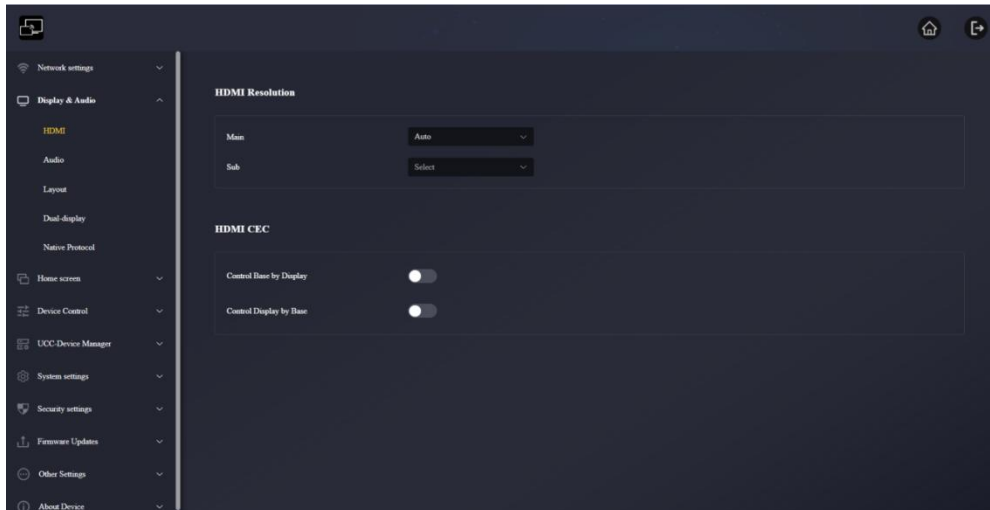 Network settings
Display & Audio
HDMI
Audio
Layout
Dual-display
Native Protocol
Home screen
Device Control
UCC-Device Manager
System settings
Security settings
Firmware Updates
Other Settings
About Device
HDMI Resolution
Main Auto
Sub Select
HDMI CEC
Control Base by Display
Control Display by Base